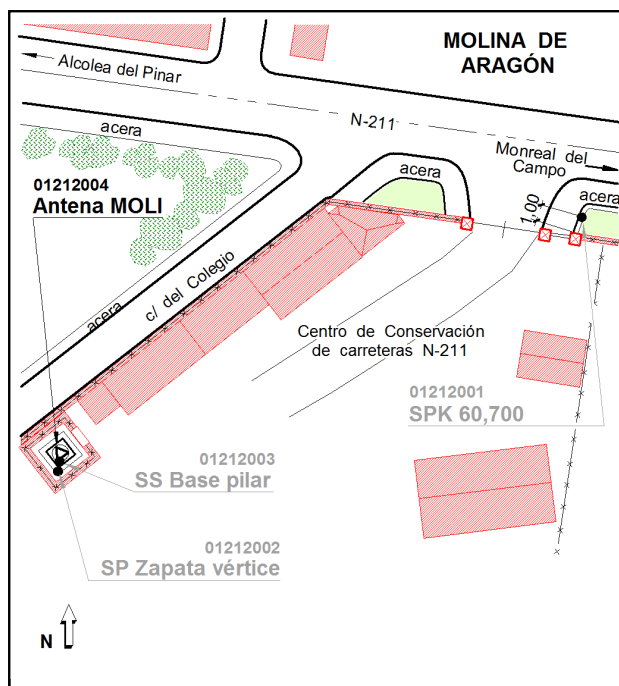 MOLINA DE
ARAGÓN
Alcolea del Pinar
N-211
acera
Monreal del
Campo
acera
acera
01212004
Antena MOLI
1,00
c/ del Colegio
acera
Centro de Conservación
de carreteras N-211
01212001
SPK 60,700
01212003
SS Base pilar
01212002
SP Zapata vértice
N